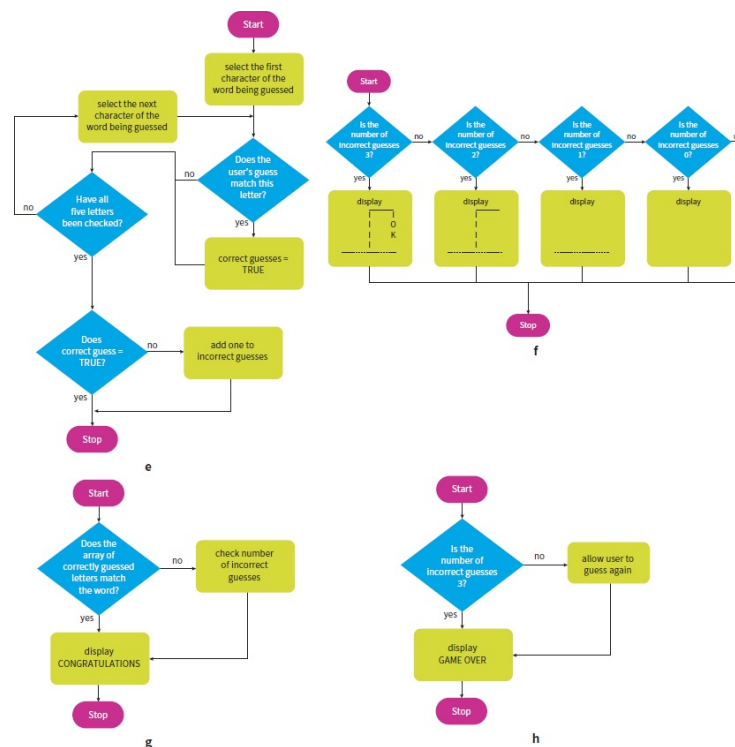 Start
select the first
character of the
word being guessed
select the next
character of the
word being guessed
Does the
user's guess
match this
letter?
no
yes
Have all
five letters
been checked?
no
yes
correct guesses =
TRUE
Does
correct guess =
TRUE?
no
yes
add one to
incorrect guesses
Stop
e
Start
Is the
number of
incorrect guesses
3?
no
yes
Is the
number of
incorrect guesses
2?
no
yes
Is the
number of
incorrect guesses
1?
no
yes
Is the
number of
incorrect guesses
0?
no
yes
display
O
K
display
display
display
Stop
f
Start
Does the
array of
correctly guessed
letters match
the word?
no
yes
check number
of incorrect
guesses
display
CONGRATULATIONS
Stop
g
Start
Is the
number of
incorrect guesses
3?
no
yes
allow user to
guess again
display
GAME OVER
Stop
h